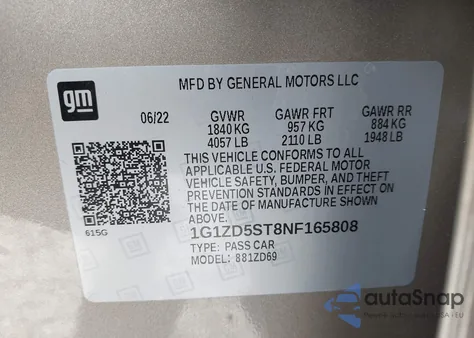 gm
MFD BY GENERAL MOTORS LLC
06/22 GVWR GAWR FRT GAWR RR
1840 KG 957 KG 884 KG
4057 LB 2110 LB 1948 LB
THIS VEHICLE CONFORMS TO ALL
APPLICABLE U.S. FEDERAL MOTOR
VEHICLE SAFETY, BUMPER, AND THEFT
PREVENTION STANDARDS IN EFFECT ON
THE DATE OF MANUFACTURE SHOWN
ABOVE.
615G
1G1ZD5ST8NF165808
TYPE: PASS CAR
MODEL: 881ZD69
autoSnap